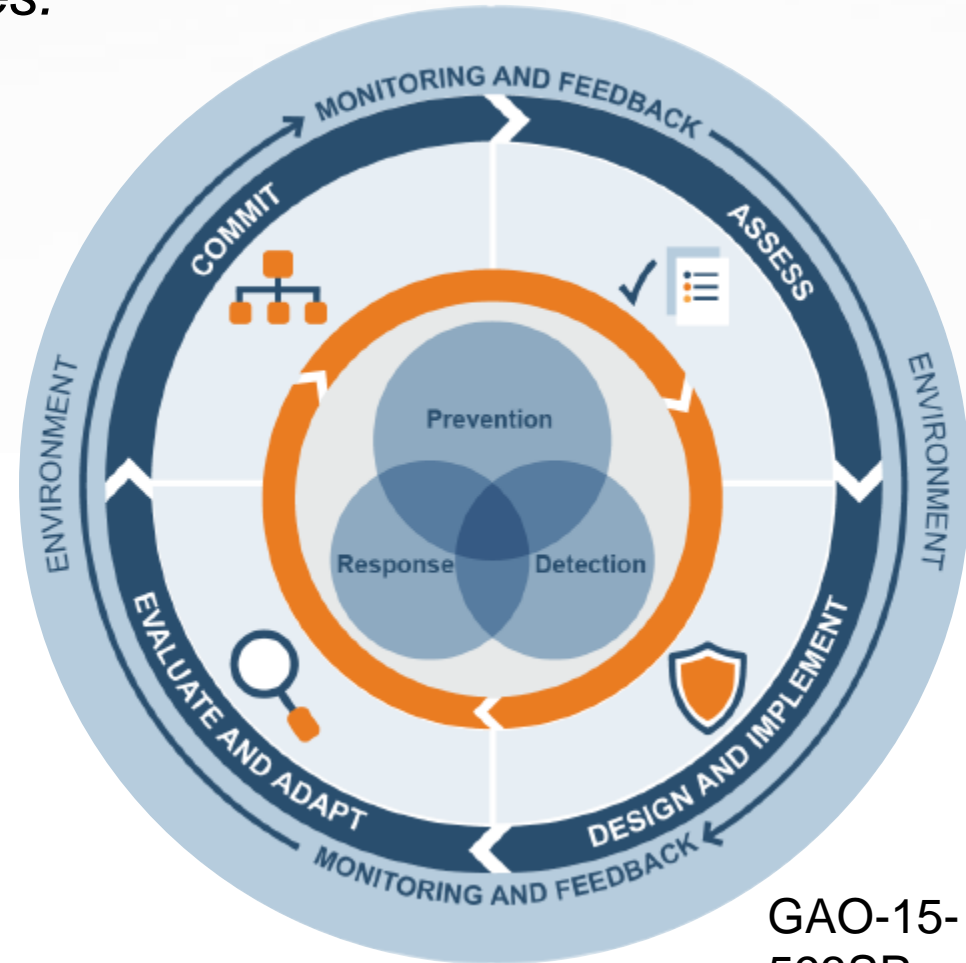 es.
MONITORING AND FEEDBACK
COMMIT
ASSESS
ENVIRONMENT
ENVIRONMENT
Prevention
Response
Detection
EVALUATE AND ADAPT
DESIGN AND IMPLEMENT
MONITORING AND FEEDBACK
GAO-15-